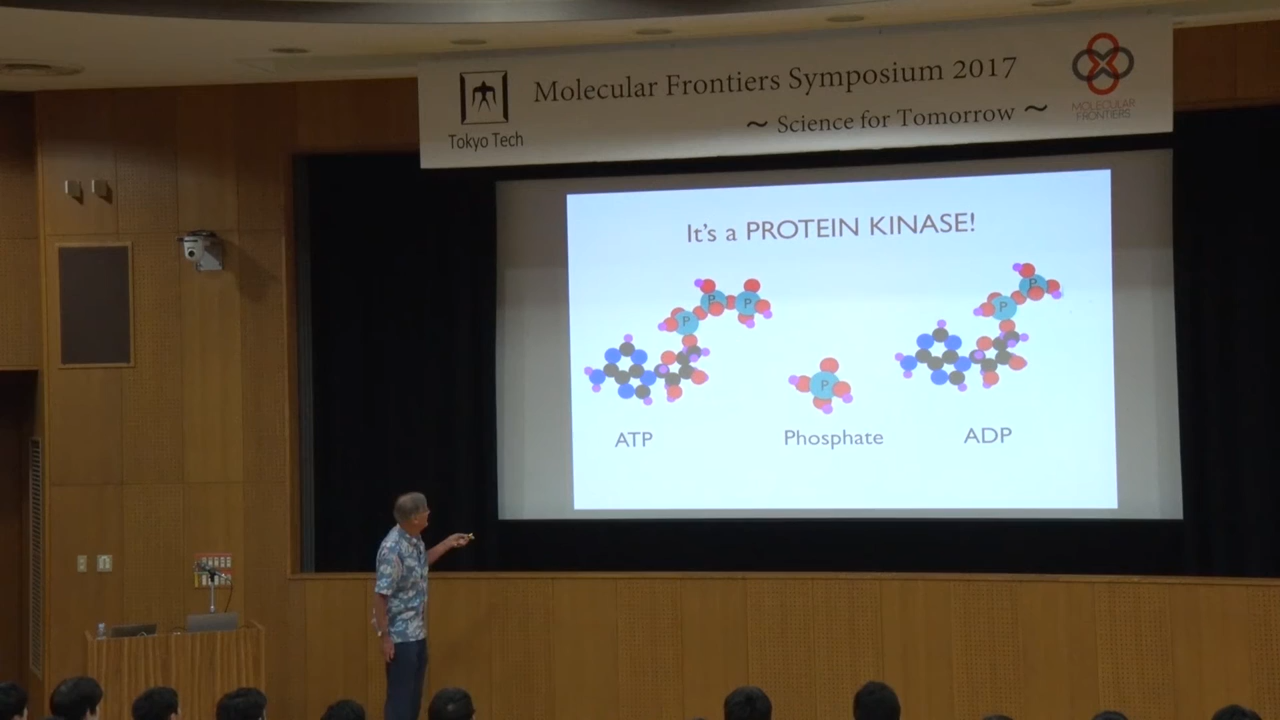 Molecular Frontiers Symposium 2017
~ Science for Tomorrow ~
Tokyo Tech
MOLECULAR
FRONTIERS
It's a PROTEIN KINASE!
P
P
P
P
P
P
ATP
Phosphate
ADP